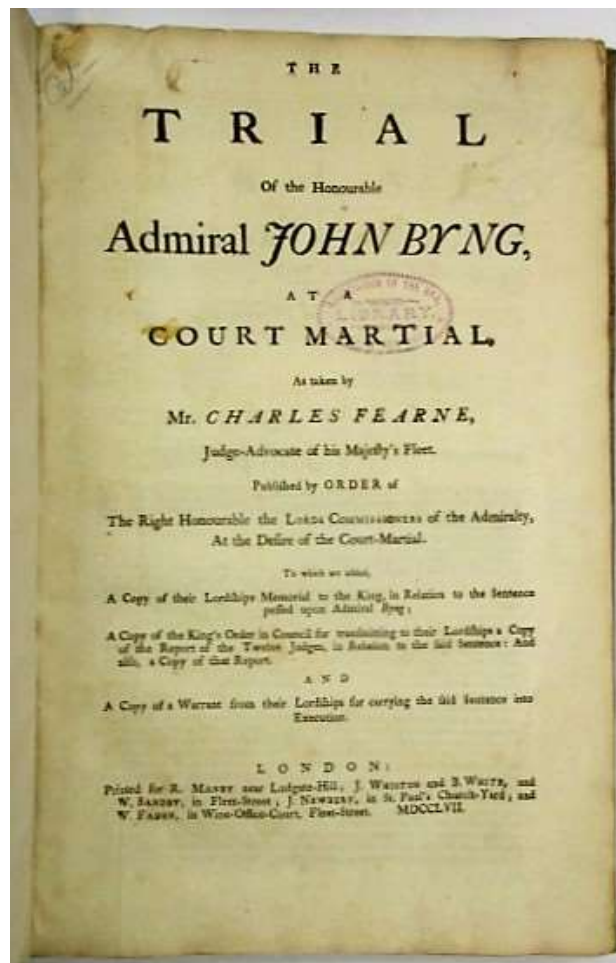 THE
TRIAL
Of the Honourable
Admiral JOHN BYNG,
AT A
COURT MARTIAL,
As taken by
Mr. CHARLES FEARNE,
Judge-Advocate of his Majesty's Fleet.
Published by ORDER of
The Right Honourable the LORDS COMMISSIONERS of the Admiralty,
At the Desire of the Court-Martial.
To which are added,
A Copy of their Lordships Memorial to the King, in Relation to the Sentence
passed upon Admiral Byng;
A Copy of the King's Order in Council for transmitting to their Lordships a Copy
of the Report of the Twelve Judges, in Relation to the said Sentence: And
also, a Copy of that Report.
AND
A Copy of a Warrant from their Lordships for carrying the said Sentence into
Execution.
LONDON:
Printed for R. MANBY near Ludgate-Hill, J. WHISTON and B. WHITE, and
W. SANDBY, in Fleet-Street; J. NEWBERY, in St. Paul's Church-Yard; and
W. FADEN, in Wine-Office-Court, Fleet-Street. MDCCLVII.
LIBRARY